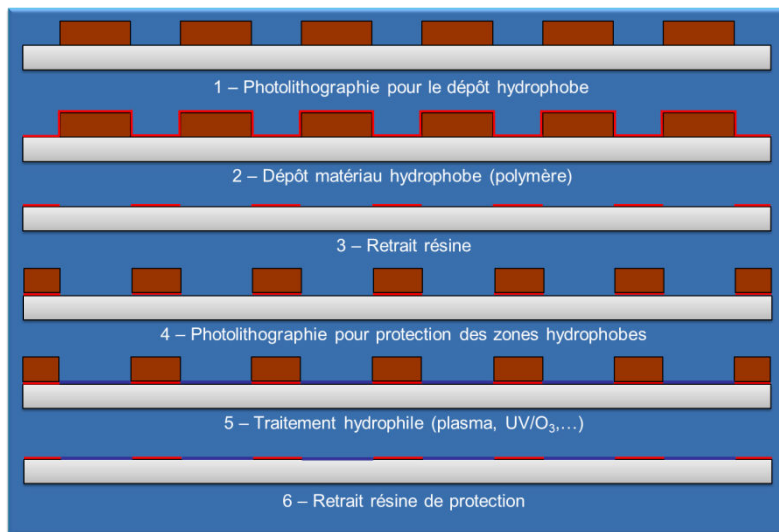 1 – Photolithographie pour le dépôt hydrophobe
2 – Dépôt matériau hydrophobe (polymère)
3 – Retrait résine
4 – Photolithographie pour protection des zones hydrophobes
5 – Traitement hydrophile (plasma, UV/O₃,…)
6 – Retrait résine de protection